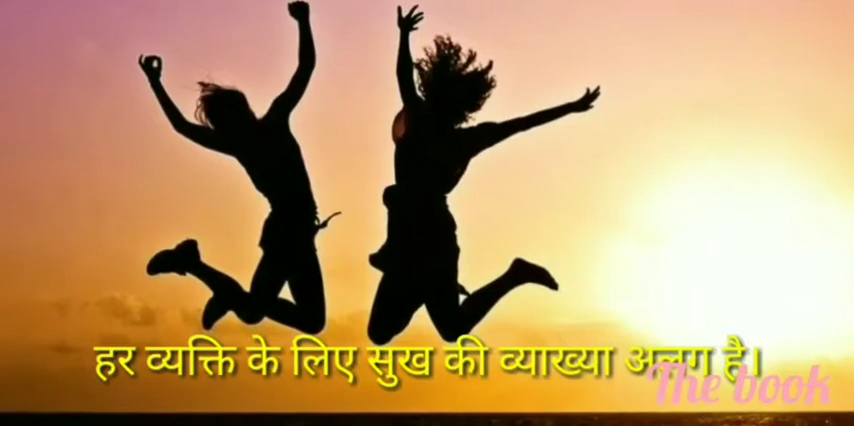 हर व्यक्ति के लिए सुख की व्याख्या अलग है।
The book